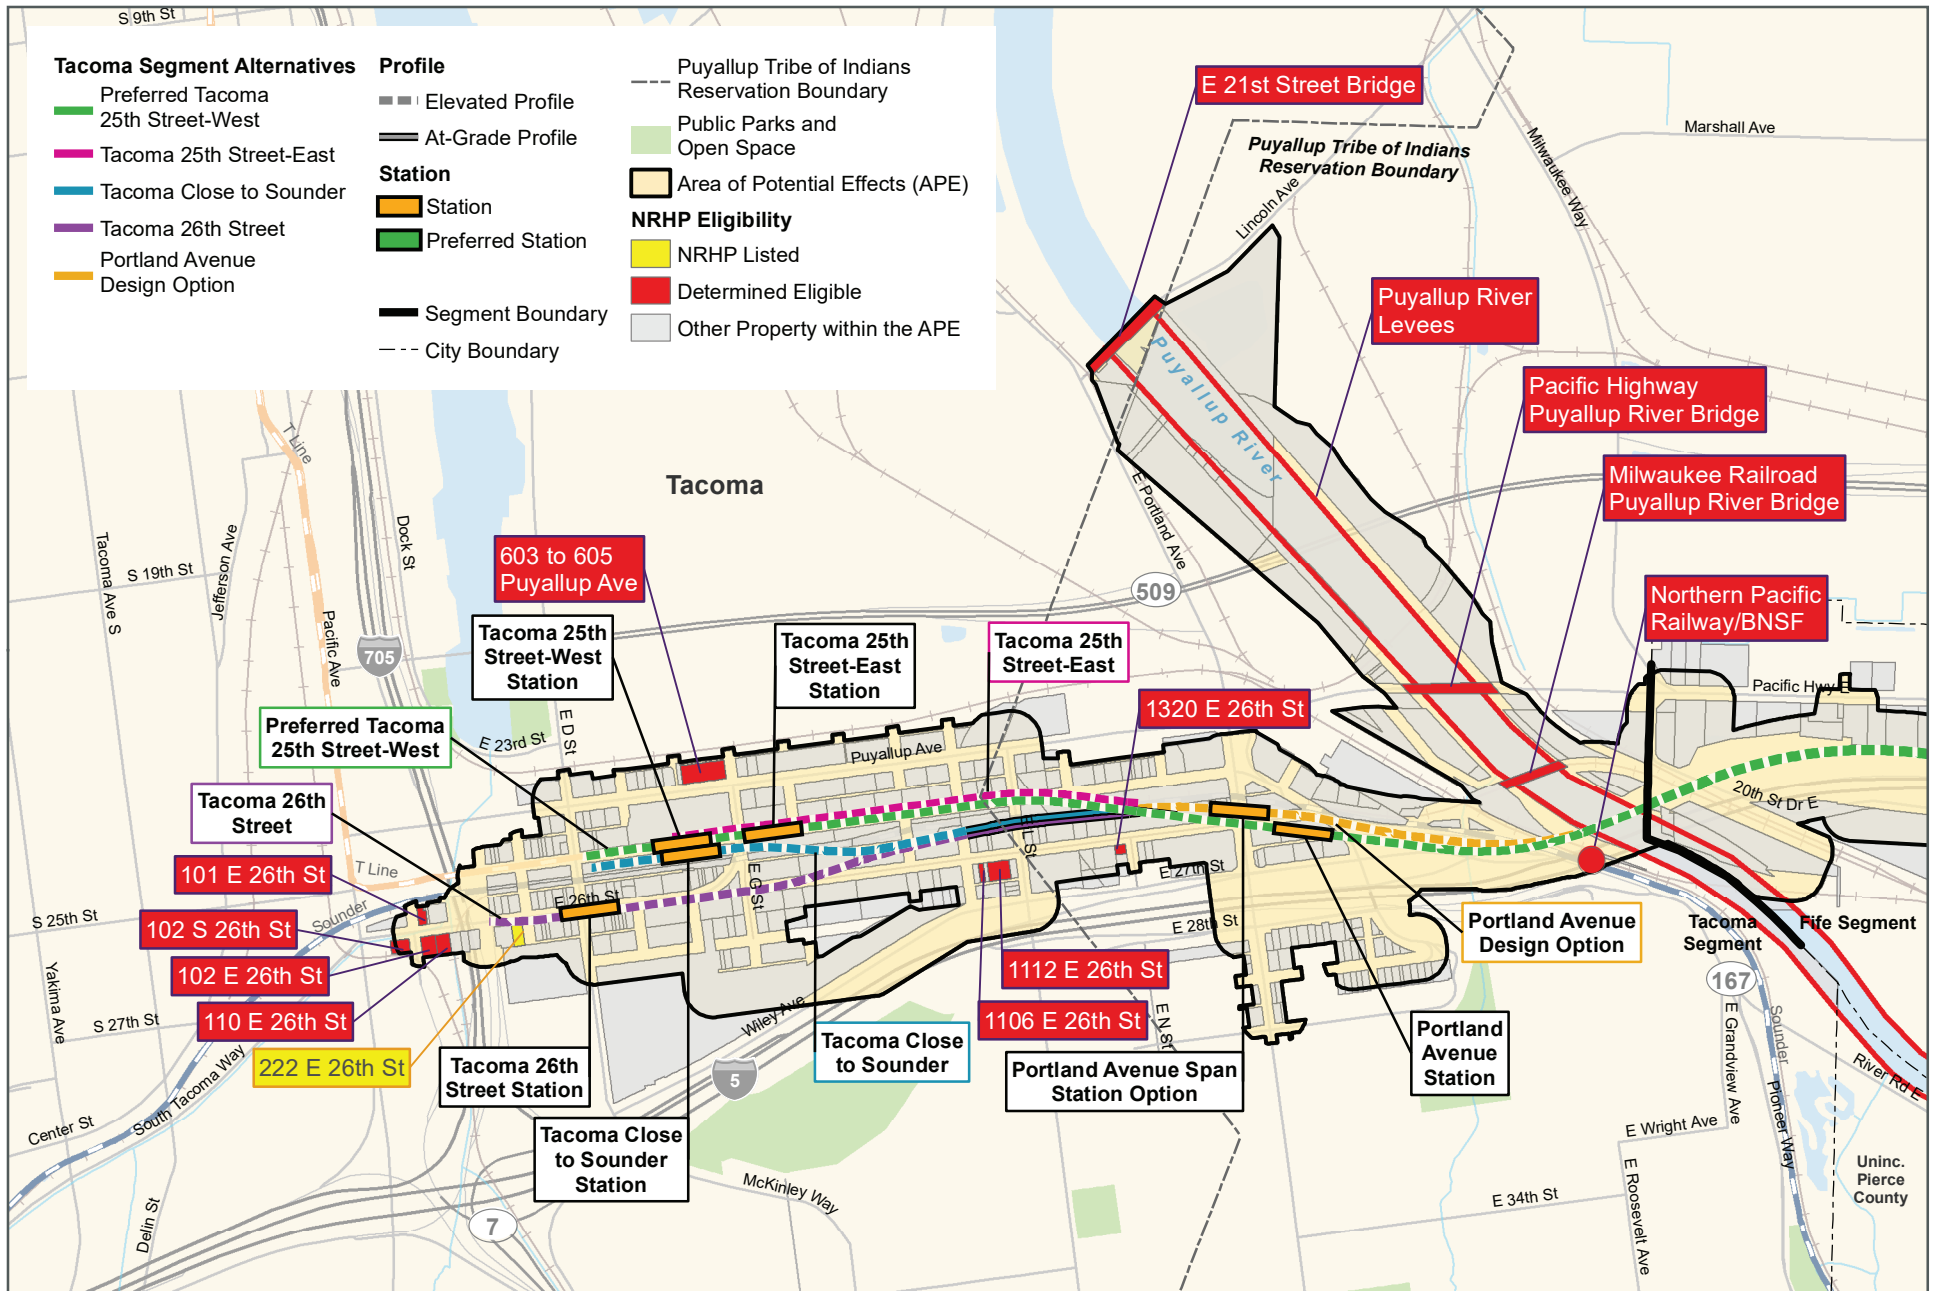 S 9th St
Tacoma Segment Alternatives
Preferred Tacoma
25th Street-West
Tacoma 25th Street-East
Tacoma Close to Sounder
Tacoma 26th Street
Portland Avenue
Design Option
Profile
Elevated Profile
At-Grade Profile
Station
Station
Preferred Station
Segment Boundary
City Boundary
Puyallup Tribe of Indians
Reservation Boundary
Public Parks and
Open Space
Area of Potential Effects (APE)
NRHP Eligibility
NRHP Listed
Determined Eligible
Other Property within the APE
E 21st Street Bridge
Puyallup Tribe of Indians
Reservation Boundary
Marshall Ave
Milwaukee Way
Lincoln Ave
Puyallup River
Levees
Puyallup River
Pacific Highway
Puyallup River Bridge
Milwaukee Railroad
Puyallup River Bridge
Northern Pacific
Railway/BNSF
Tacoma
T Line
Dock St
Jefferson Ave
Tacoma Ave S
S 19th St
Pacific Ave
705
E Portland Ave
509
603 to 605
Puyallup Ave
Tacoma 25th
Street-West
Station
Tacoma 25th
Street-East
Station
Tacoma 25th
Street-East
1320 E 26th St
Pacific Hwy E
Preferred Tacoma
25th Street-West
E 23rd St
E D St
Puyallup Ave
Tacoma 26th
Street
20th St Dr E
E L St
T Line
101 E 26th St
E G St
E 26th St
E 27th St
S 25th St
Sounder
102 S 26th St
E 28th St
Portland Avenue
Design Option
Tacoma
Segment
Fife Segment
102 E 26th St
1112 E 26th St
167
Yakima Ave
S 27th St
110 E 26th St
Wiley Ave
1106 E 26th St
E N St
E Grandview Ave
Sounder
222 E 26th St
Tacoma 26th
Street Station
5
Tacoma Close
to Sounder
Portland Avenue Span
Station Option
Portland
Avenue
Station
River Rd E
Center St
South Tacoma Way
Tacoma Close
to Sounder
Station
E Wright Ave
Pioneer Way
Uninc.
Pierce
County
McKinley Way
E 34th St
E Roosevelt Ave
Delin St
7